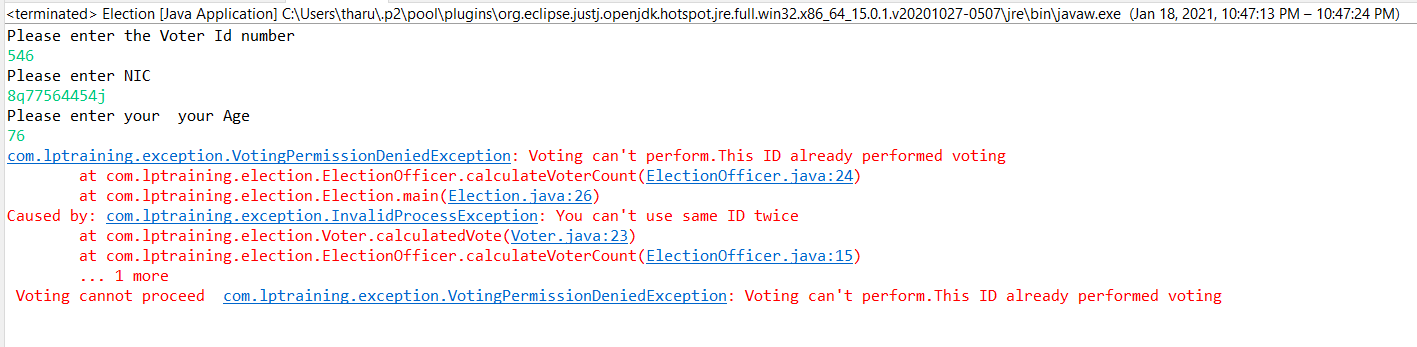 <terminated> Election [Java Application] C:\Users\tharu\.p2\pool\plugins\org.eclipse.justj.openjdk.hotspot.jre.full.win32.x86_64_15.0.1.v20201027-0507\jre\bin\javaw.exe (Jan 18, 2021, 10:47:13 PM – 10:47:24 PM)
Please enter the Voter Id number
546
Please enter NIC
8q77564454j
Please enter your  your Age
76
com.lptraining.exception.VotingPermissionDeniedException: Voting can't perform.This ID already performed voting
	at com.lptraining.election.ElectionOfficer.calculateVoterCount(ElectionOfficer.java:24)
	at com.lptraining.election.Election.main(Election.java:26)
Caused by: com.lptraining.exception.InvalidProcessException: You can't use same ID twice
	at com.lptraining.election.Voter.calculatedVote(Voter.java:23)
	at com.lptraining.election.ElectionOfficer.calculateVoterCount(ElectionOfficer.java:15)
	... 1 more
 Voting cannot proceed  com.lptraining.exception.VotingPermissionDeniedException: Voting can't perform.This ID already performed voting